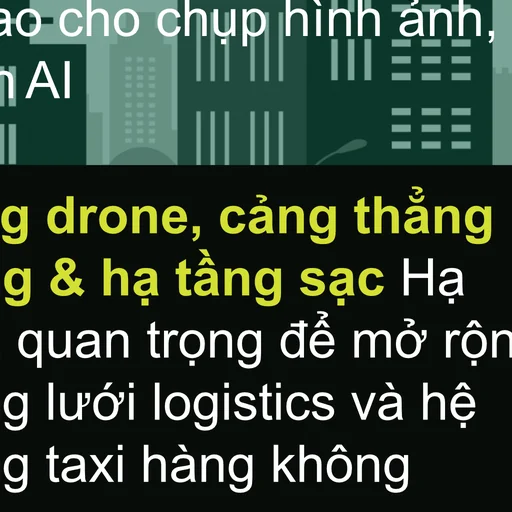 ao cho chụp hình ảnh,
n AI
g drone, cảng thẳng
g & hạ tầng sạc Hạ
quan trọng để mở rộn
g lưới logistics và hệ
g taxi hàng không